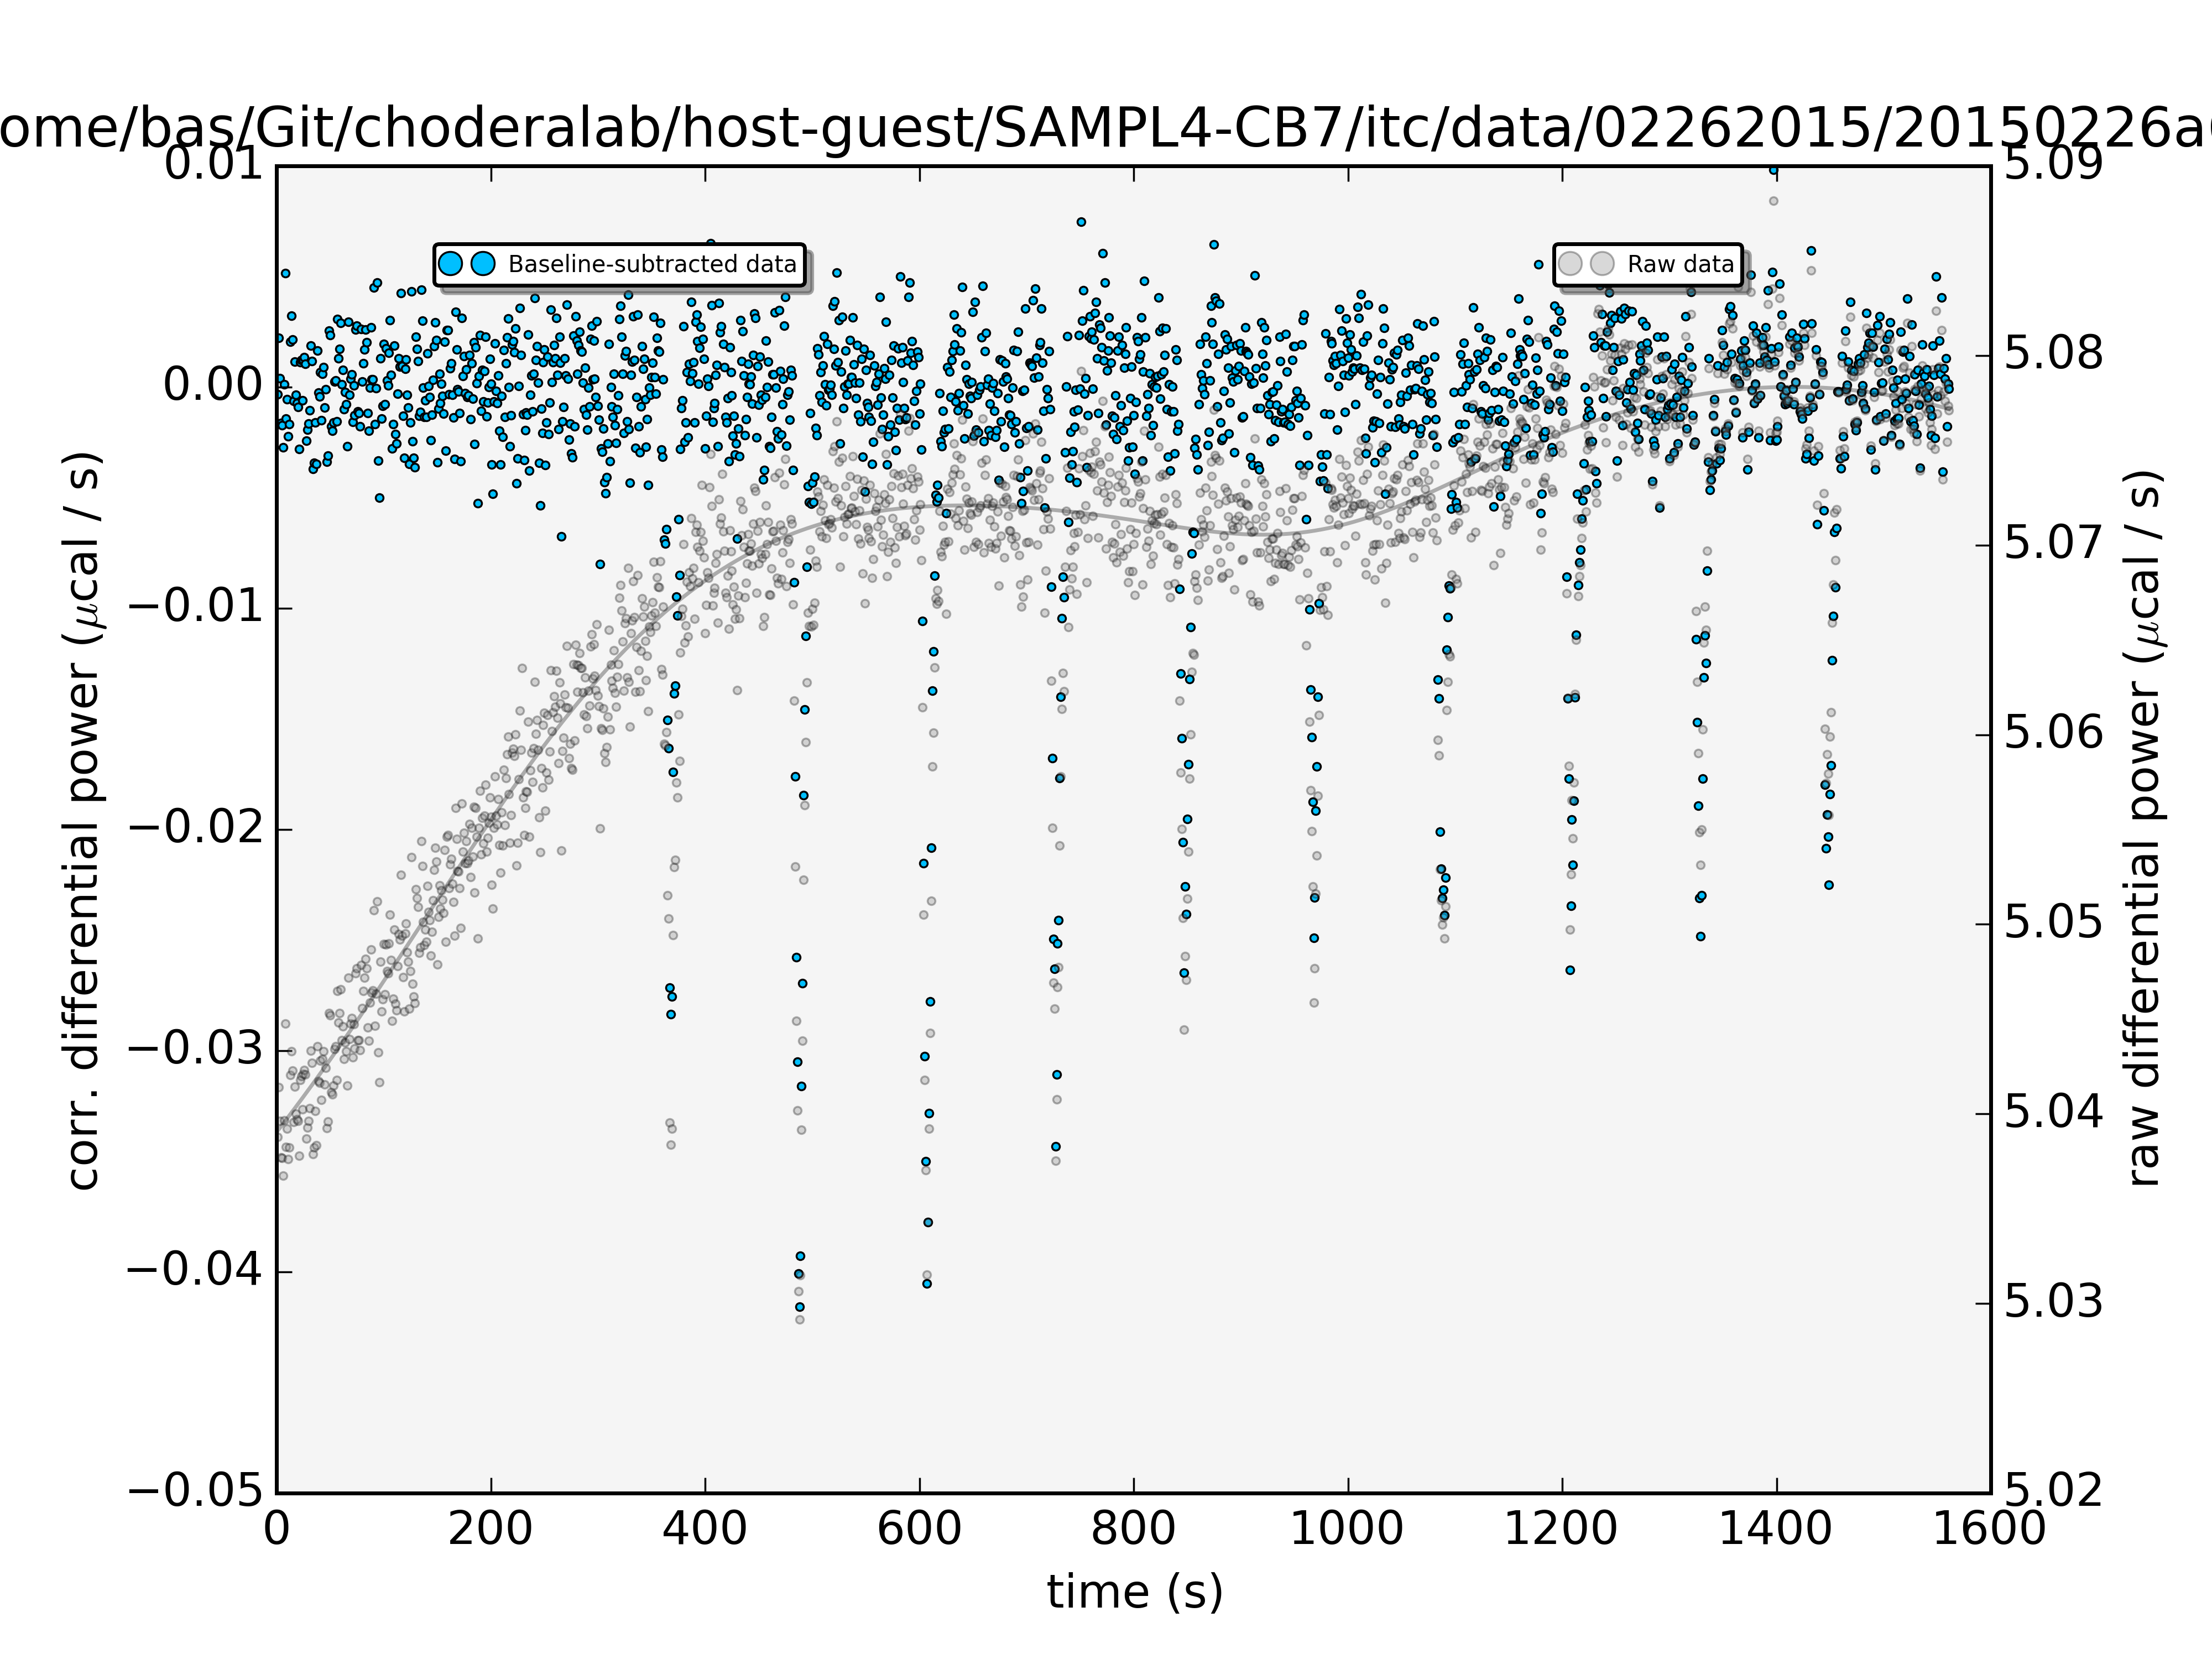 ome/bas/Git/choderalab/host-guest/SAMPL4-CB7/itc/data/02262015/20150226a
Baseline-subtracted data
Raw data
0.01
0.00
−0.01
−0.02
−0.03
−0.04
−0.05
corr. differential power (μcal / s)
5.09
5.08
5.07
5.06
5.05
5.04
5.03
5.02
raw differential power (μcal / s)
0 200 400 600 800 1000 1200 1400 1600
time (s)